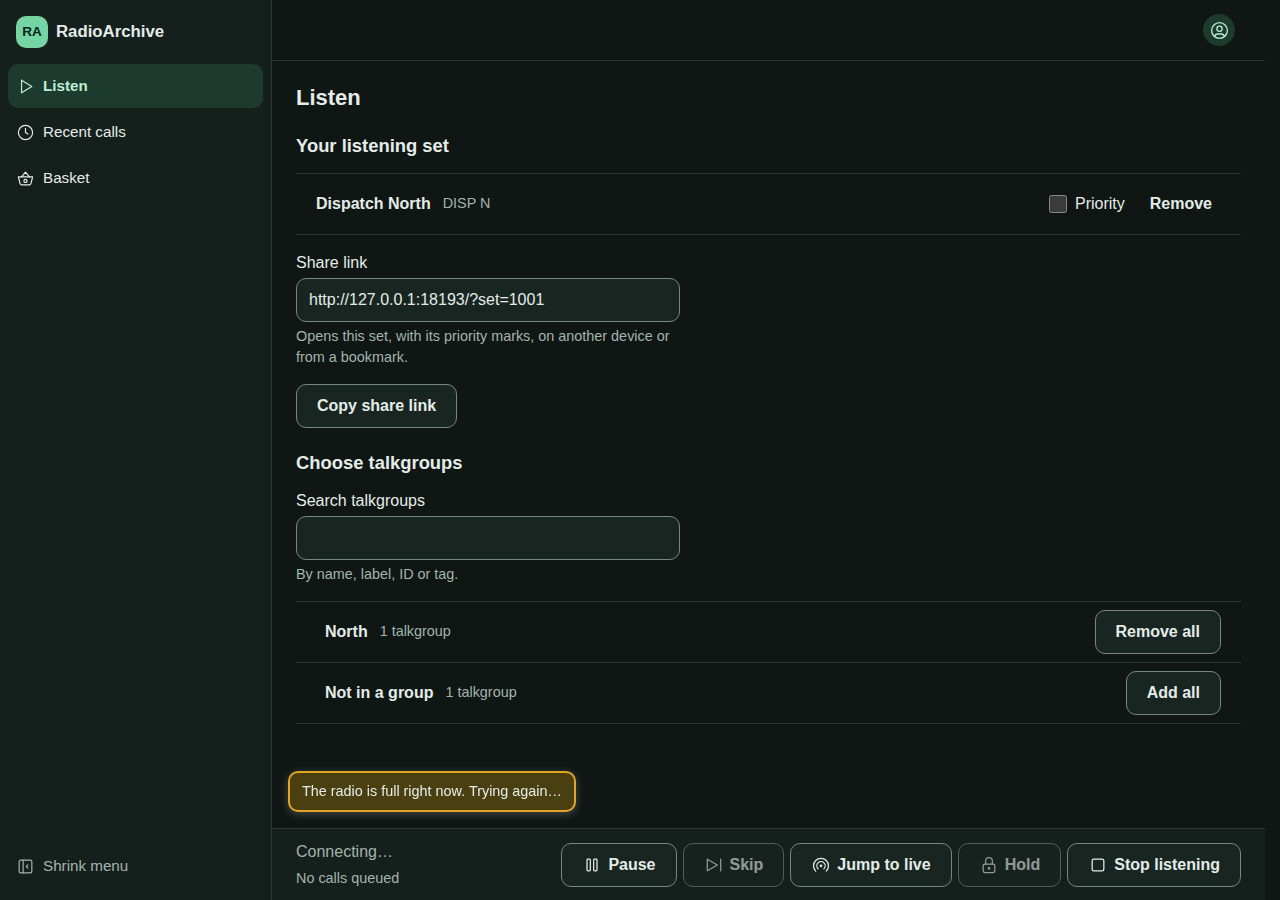 RA RadioArchive
Listen
Recent calls
Basket
Shrink menu
Listen
Your listening set
Dispatch North DISP N Priority Remove
Share link
http://127.0.0.1:18193/?set=1001
Opens this set, with its priority marks, on another device or
from a bookmark.
Copy share link
Choose talkgroups
Search talkgroups
By name, label, ID or tag.
North 1 talkgroup Remove all
Not in a group 1 talkgroup Add all
The radio is full right now. Trying again…
Connecting…
No calls queued
Pause Skip Jump to live Hold Stop listening